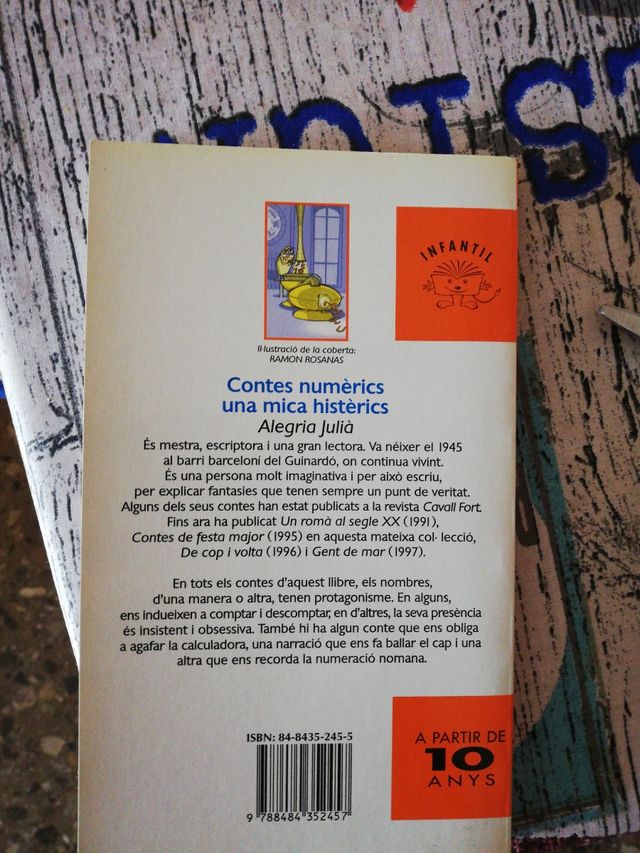 INFANTIL
Il·lustració de la coberta:
RAMON ROSANAS
Contes numèrics
una mica histèrics
Alegria Julià
És mestra, escriptora i una gran lectora. Va néixer el 1945
al barri barceloní del Guinardó, on continua vivint.
És una persona molt imaginativa i per això escriu,
per explicar fantasies que tenen sempre un punt de veritat.
Alguns dels seus contes han estat publicats a la revista Cavall Fort.
Fins ara ha publicat Un romà al segle XX (1991),
Contes de festa major (1995) en aquesta mateixa col·lecció,
De cop i volta (1996) i Gent de mar (1997).
En tots els contes d'aquest llibre, els nombres,
d'una manera o altra, tenen protagonisme. En alguns,
ens indueixen a comptar i descomptar, en d'altres, la seva presència
és insistent i obsessiva. També hi ha algun conte que ens obliga
a agafar la calculadora, una narració que ens fa ballar el cap i una
altra que ens recorda la numeració nomana.
ISBN: 84-8435-245-5
9 788484 352457
A PARTIR DE
10
ANYS